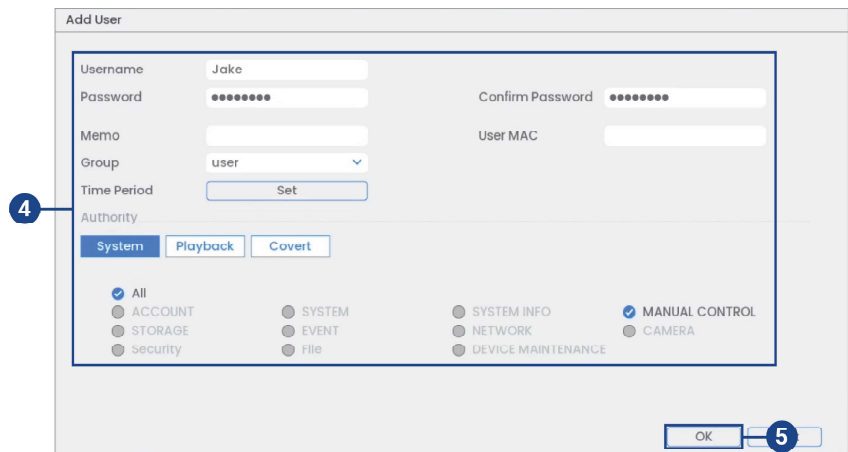 Add User
Username Jake
Password ●●●●●●●● Confirm Password ●●●●●●●●
Memo User MAC
Group user
Time Period Set
4
Authority
System Playback Covert
All
ACCOUNT SYSTEM SYSTEM INFO MANUAL CONTROL
STORAGE EVENT NETWORK CAMERA
Security File DEVICE MAINTENANCE
OK 5